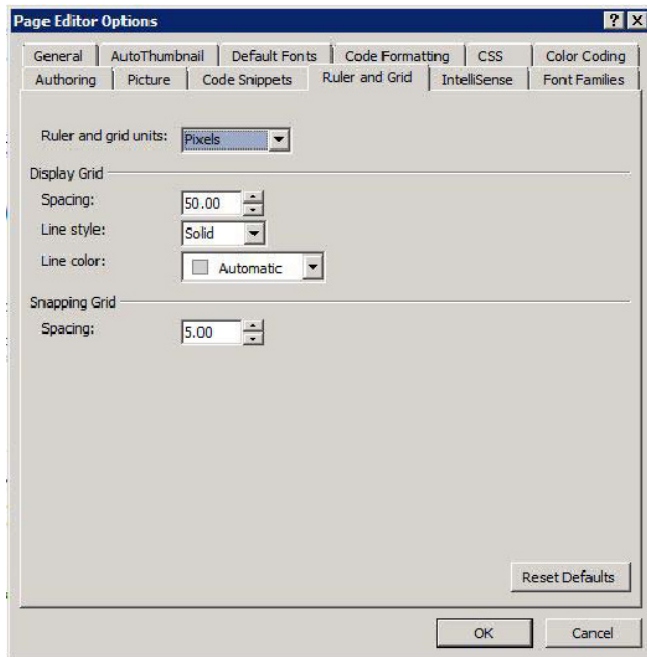 Page Editor Options
General AutoThumbnail Default Fonts Code Formatting CSS Color Coding
Authoring Picture Code Snippets Ruler and Grid IntelliSense Font Families
Ruler and grid units: Pixels
Display Grid
Spacing: 50.00
Line style: Solid
Line color: Automatic
Snapping Grid
Spacing: 5.00
Reset Defaults
OK Cancel